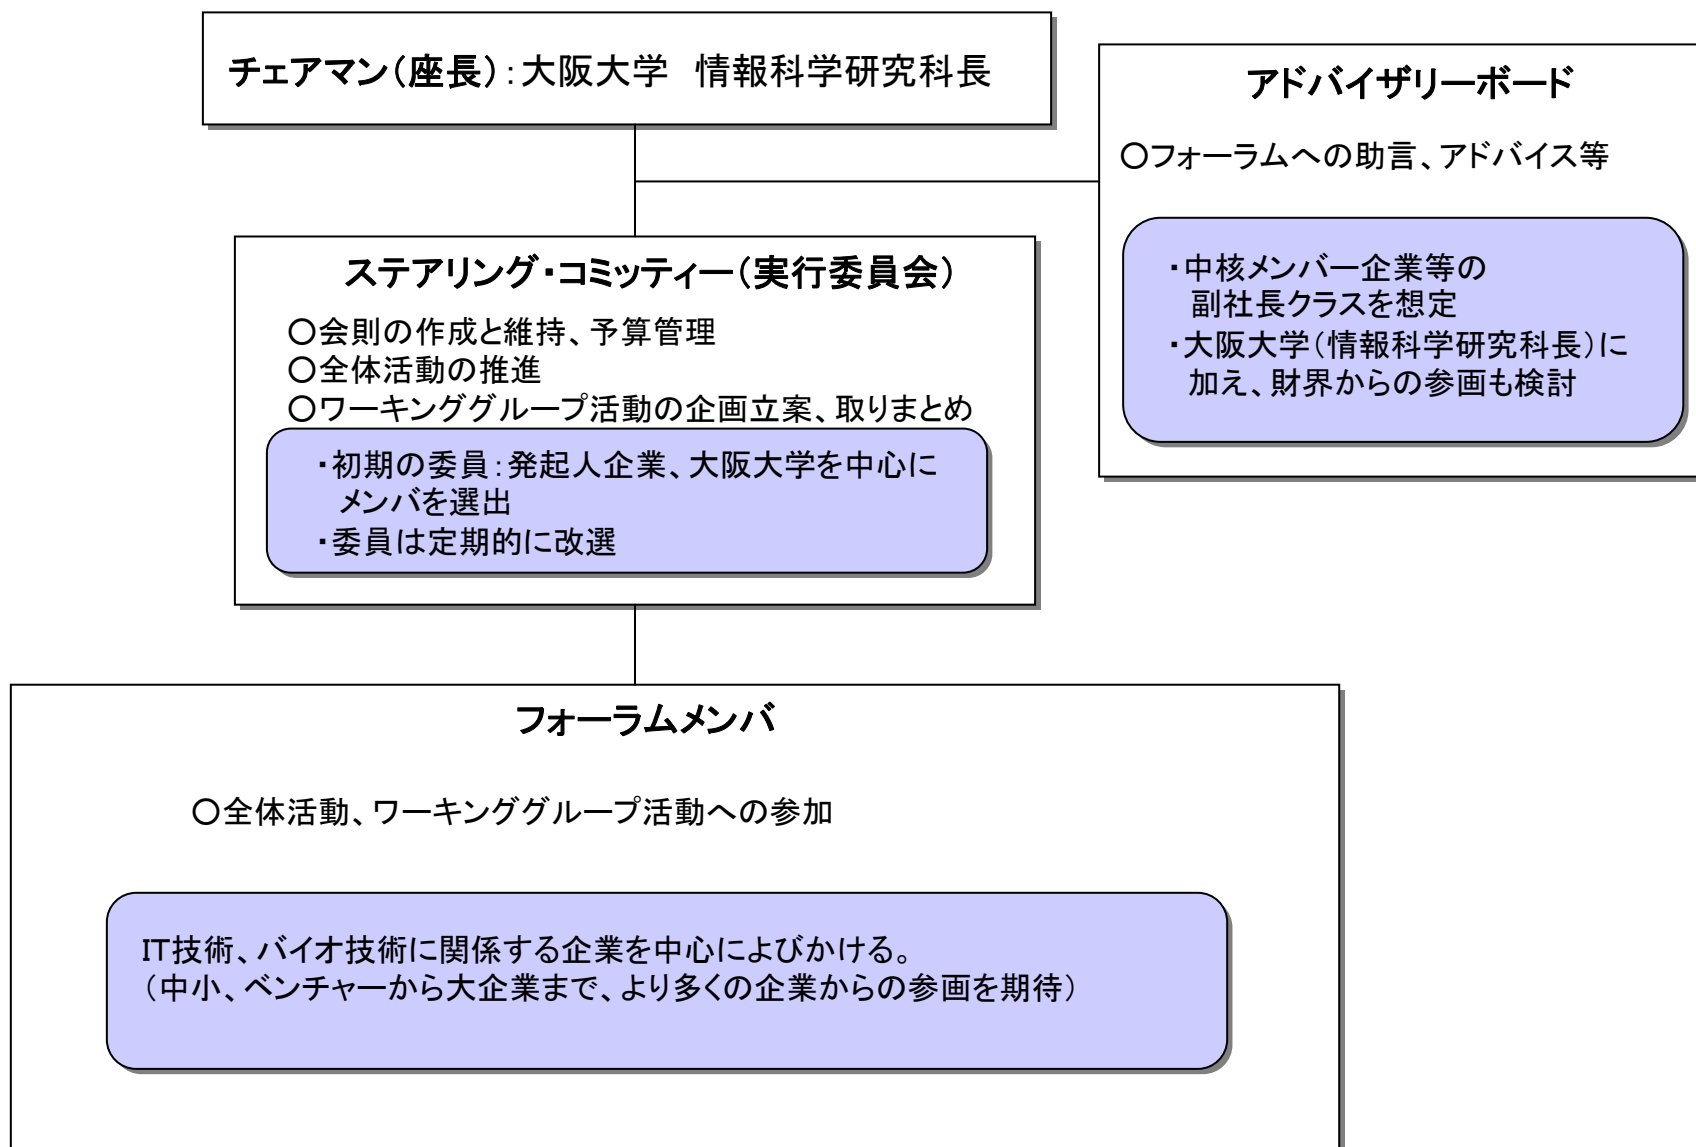 チェアマン(座長):大阪大学　情報科学研究科長
アドバイザリーボード
○フォーラムへの助言、アドバイス等
・中核メンバー企業等の
副社長クラスを想定
・大阪大学(情報科学研究科長)に
加え、財界からの参画も検討
ステアリング・コミッティー(実行委員会)
○会則の作成と維持、予算管理
○全体活動の推進
○ワーキンググループ活動の企画立案、取りまとめ
・初期の委員:発起人企業、大阪大学を中心に
メンバを選出
・委員は定期的に改選
フォーラムメンバ
○全体活動、ワーキンググループ活動への参加
IT技術、バイオ技術に関係する企業を中心によびかける。
(中小、ベンチャーから大企業まで、より多くの企業からの参画を期待)